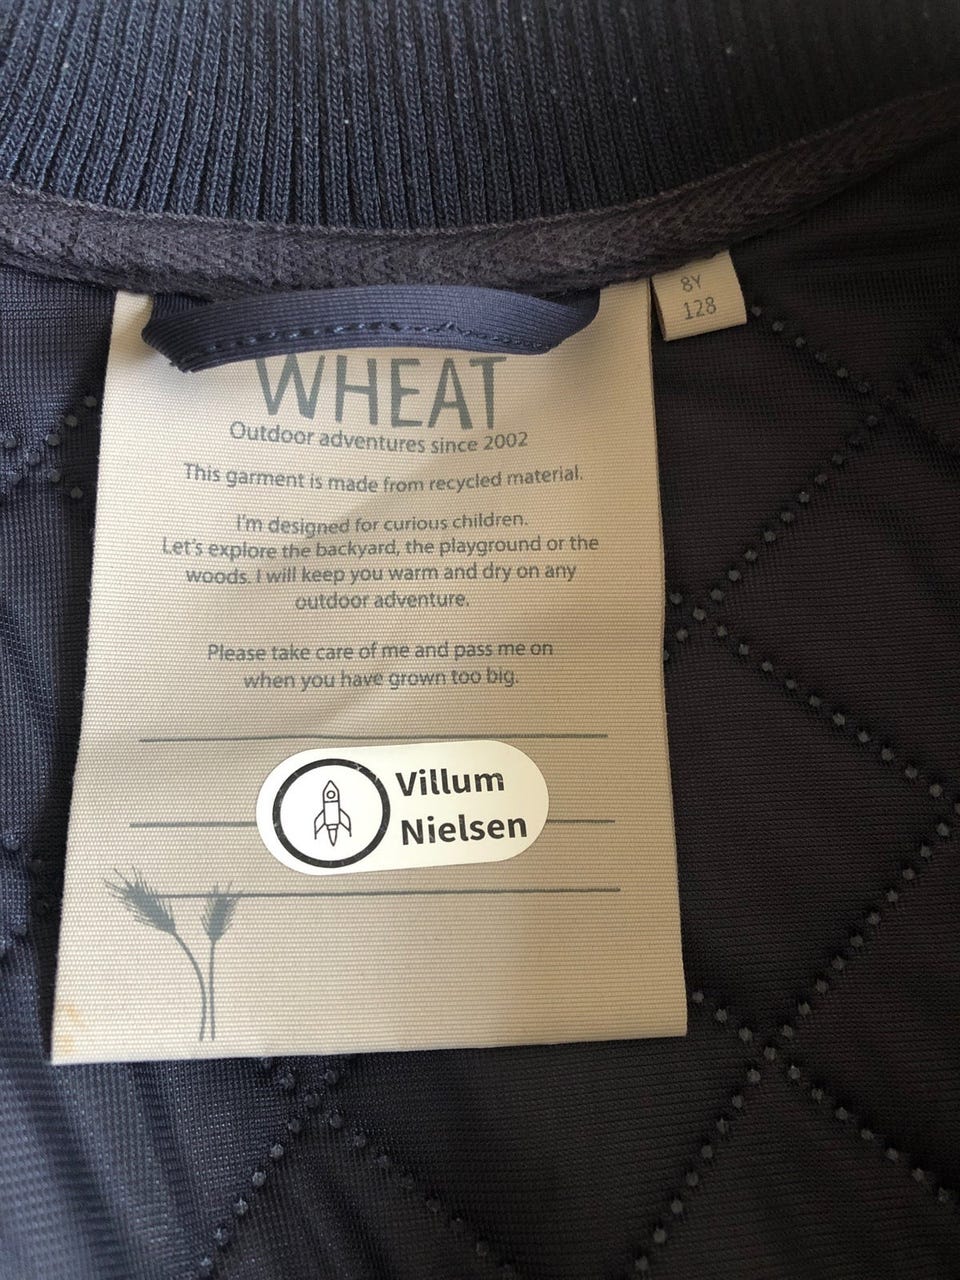 8Y
128
WHEAT
Outdoor adventures since 2002
This garment is made from recycled material.
I'm designed for curious children.
Let's explore the backyard, the playground or the
woods. I will keep you warm and dry on any
outdoor adventure.
Please take care of me and pass me on
when you have grown too big.
Villum
Nielsen